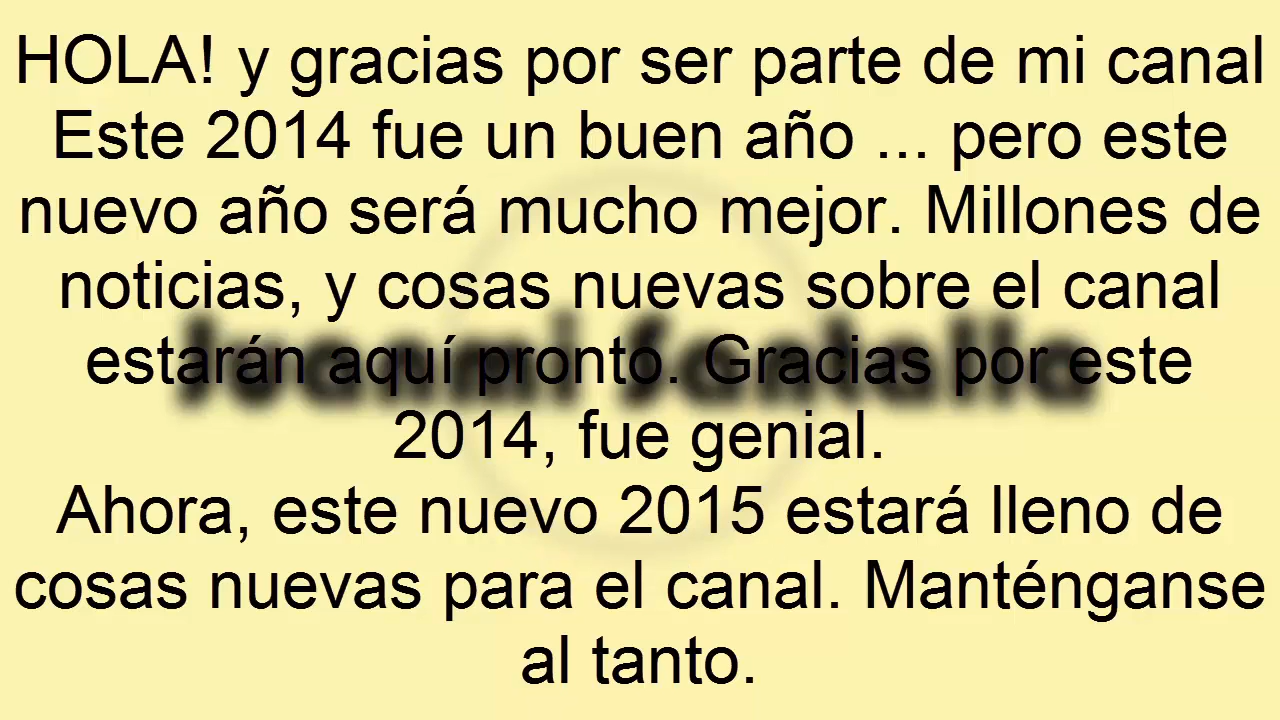 HOLA! y gracias por ser parte de mi canal
Este 2014 fue un buen año ... pero este
nuevo año será mucho mejor. Millones de
noticias, y cosas nuevas sobre el canal
estarán aquí pronto. Gracias por este
2014, fue genial.
Ahora, este nuevo 2015 estará lleno de
cosas nuevas para el canal. Manténganse
al tanto.